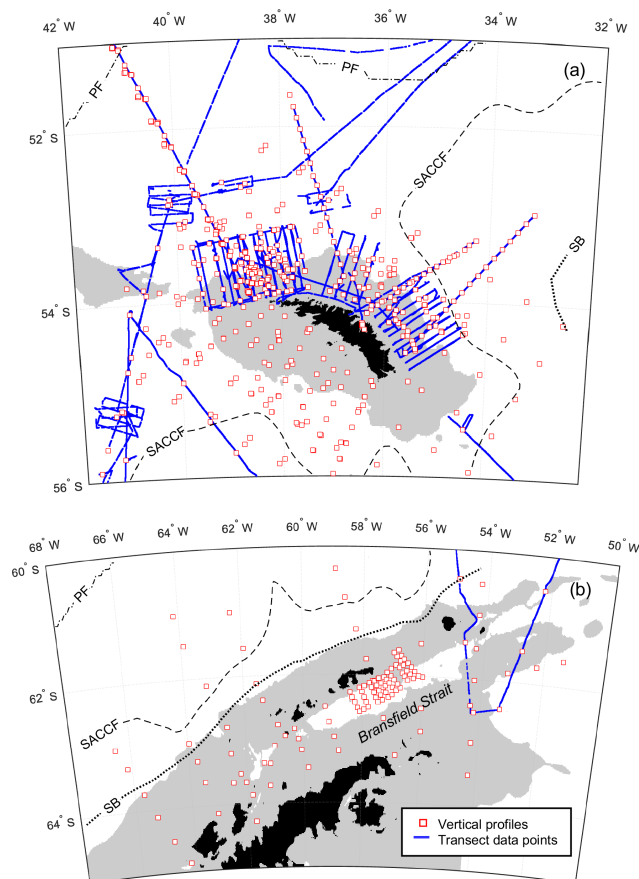 42° W
40° W
38° W
36° W
34° W
32° W
(a)
PF
PF
52° S
SACCF
SB
54° S
SACCF
56° S
68° W
66° W
64° W
62° W
60° W
58° W
56° W
54° W
52° W
50° W
60° S
(b)
PF
62° S
Bransfield Strait
SACCF
SB
64° S
Vertical profiles
Transect data points